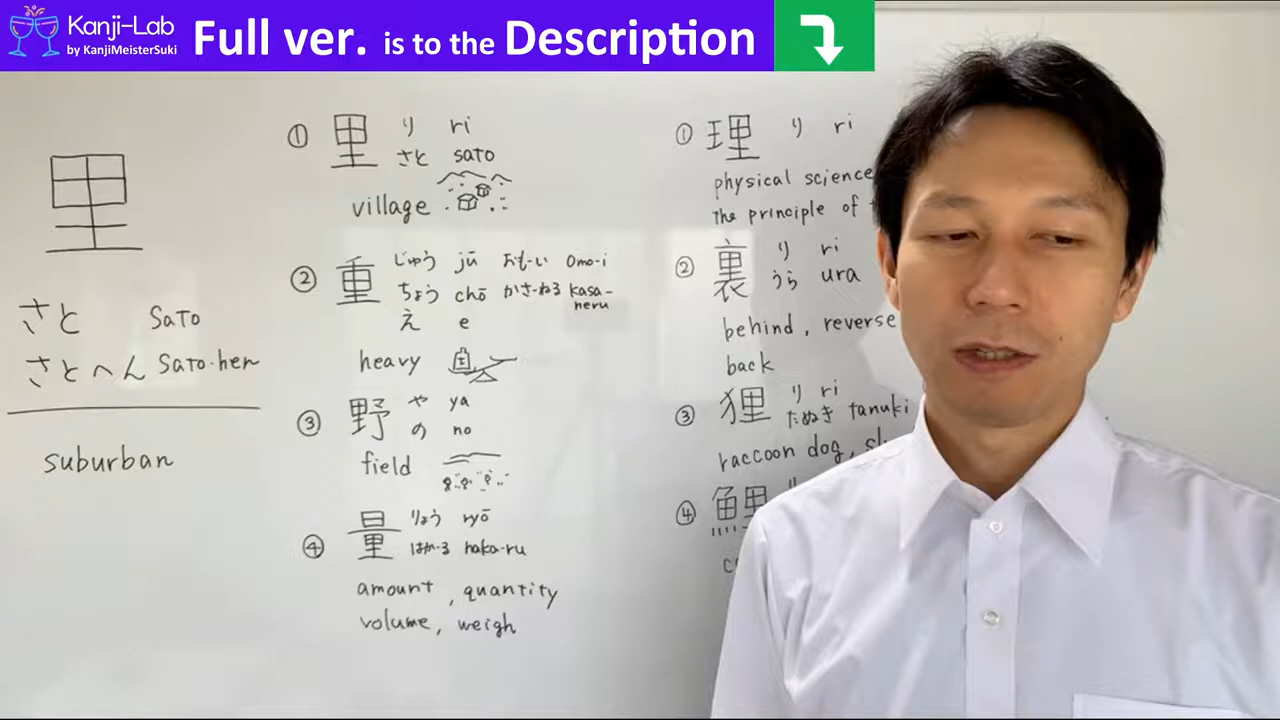 Kanji-Lab
by KanjiMeisterSuki
Full ver. is to the Description
里
さと Sato
さとへん Sato-hen
suburban
① 里 り ri
さと sato
village
② 重 じゅう jū おも-い omo-i
ちょう chō かさ-ねる kasa-neru
え e
heavy
③ 野 や ya
の no
field
④ 量 りょう ryō
はか-る haka-ru
amount, quantity
volume, weigh
① 理 り ri
physical science
the principle of
② 裏 り ri
うら ura
behind, reverse
back
③ 狸 り ri
たぬき tanuki
raccoon dog,
④ 鯉 り